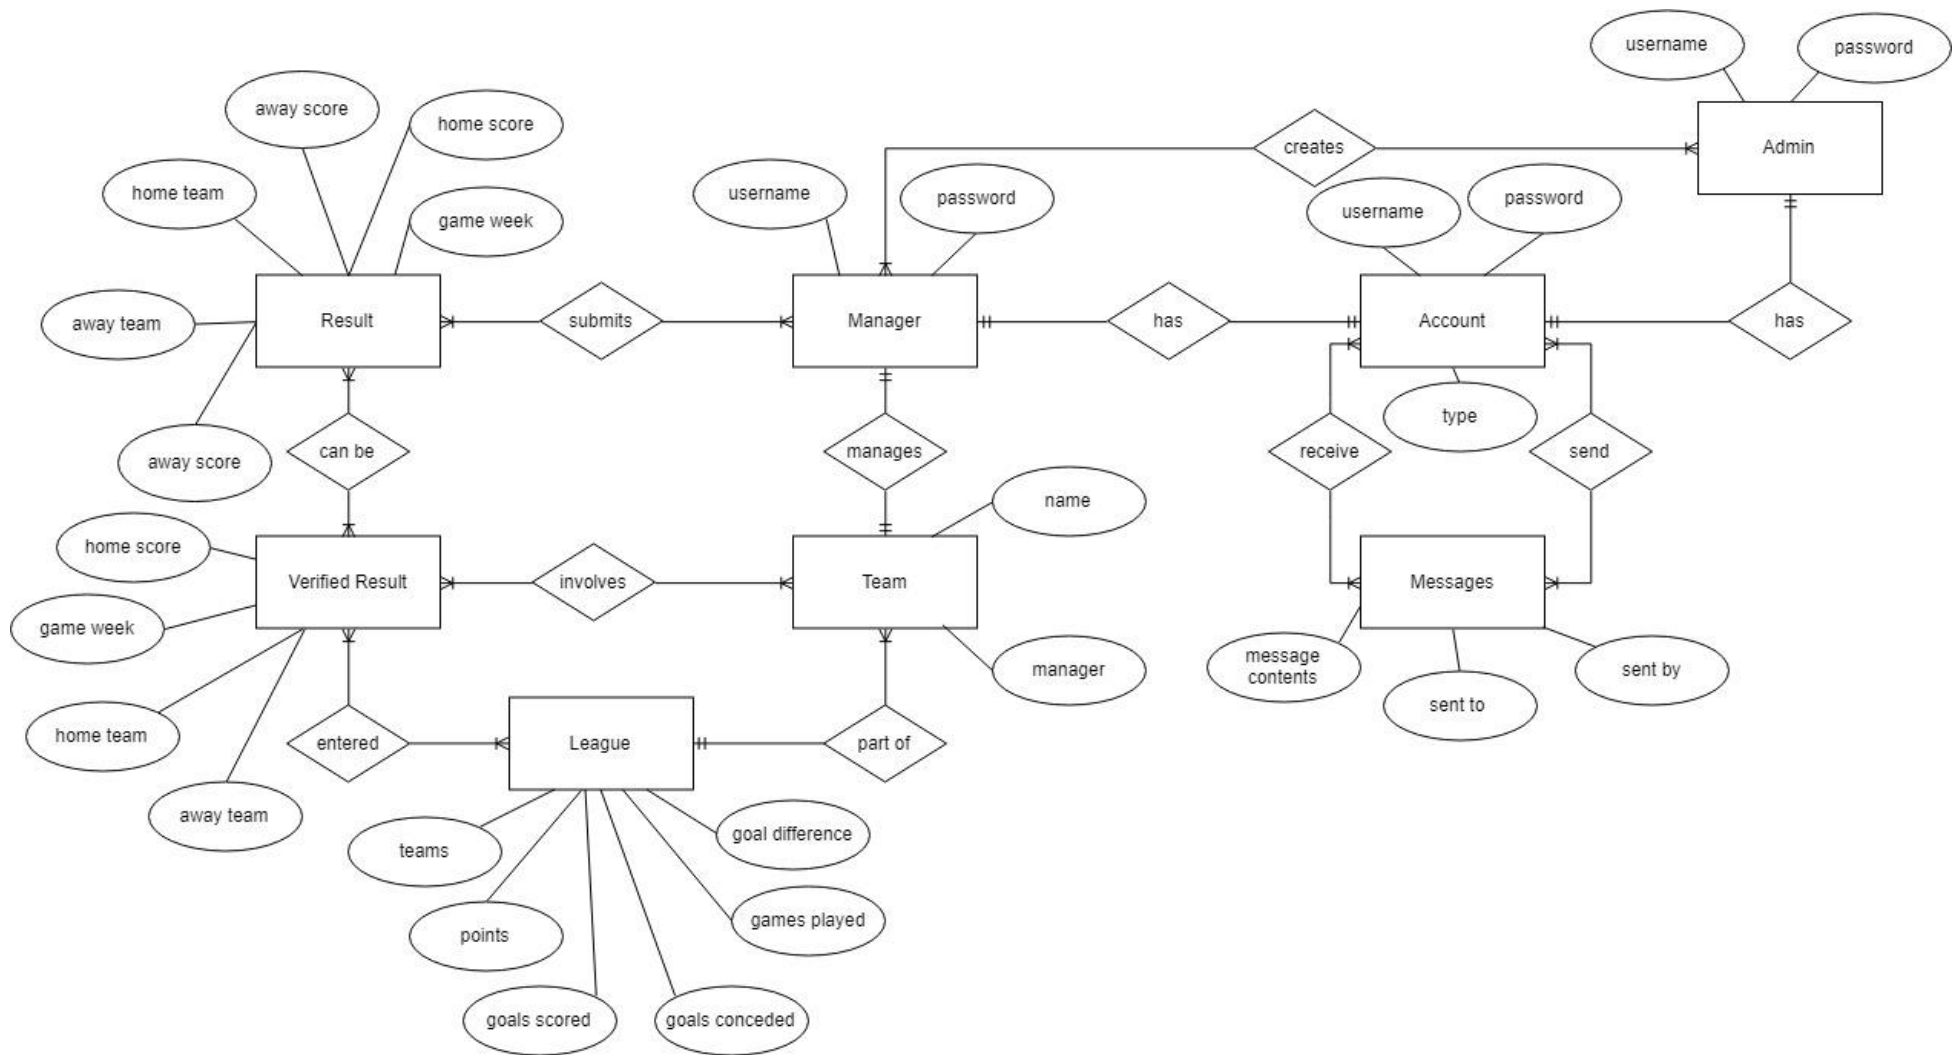 username
password
away score
home score
creates
Admin
home team
username
password
username
password
game week
Result
submits
Manager
has
Account
has
away team
type
away score
can be
manages
receive
send
name
home score
Verified Result
involves
Team
Messages
game week
message
contents
sent to
sent by
manager
home team
entered
League
part of
away team
teams
goal difference
points
games played
goals scored
goals conceded